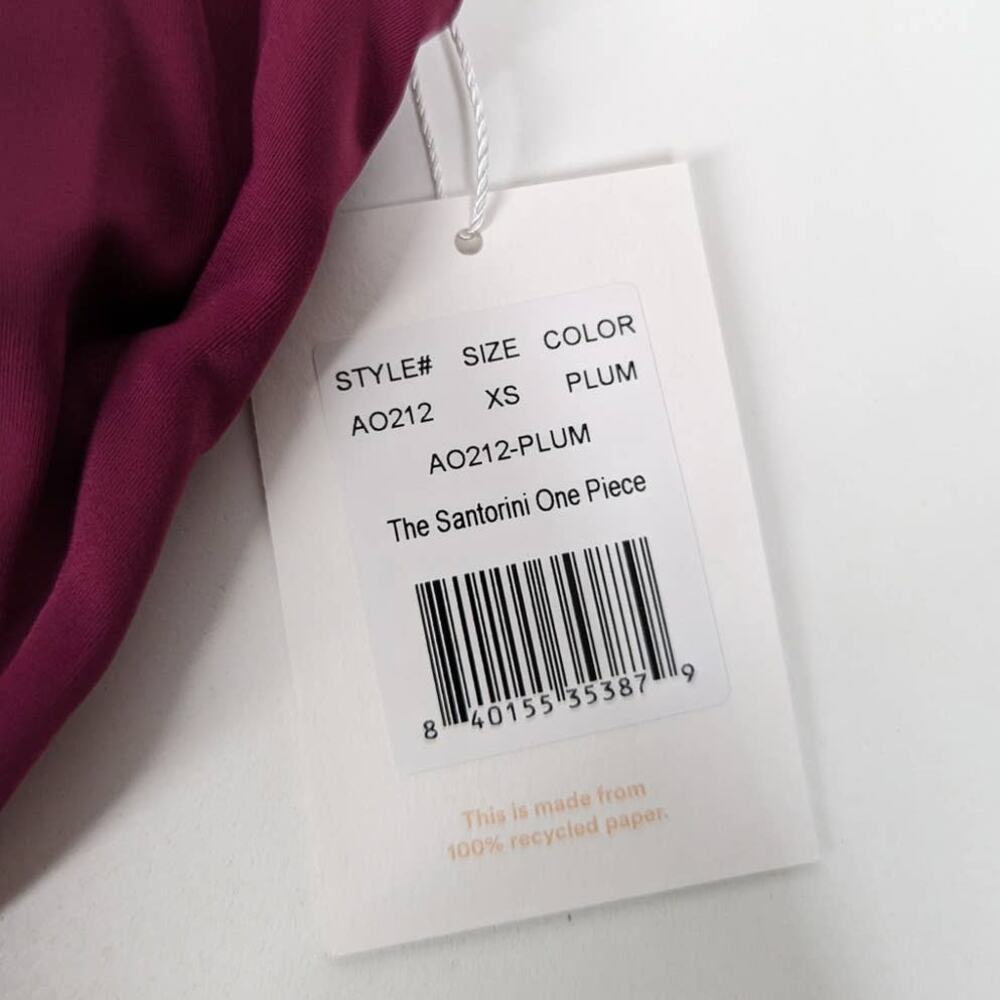 STYLE# SIZE COLOR
AO212 XS PLUM
AO212-PLUM
The Santorini One Piece
8 40155 35387 9
This is made from
100% recycled paper.